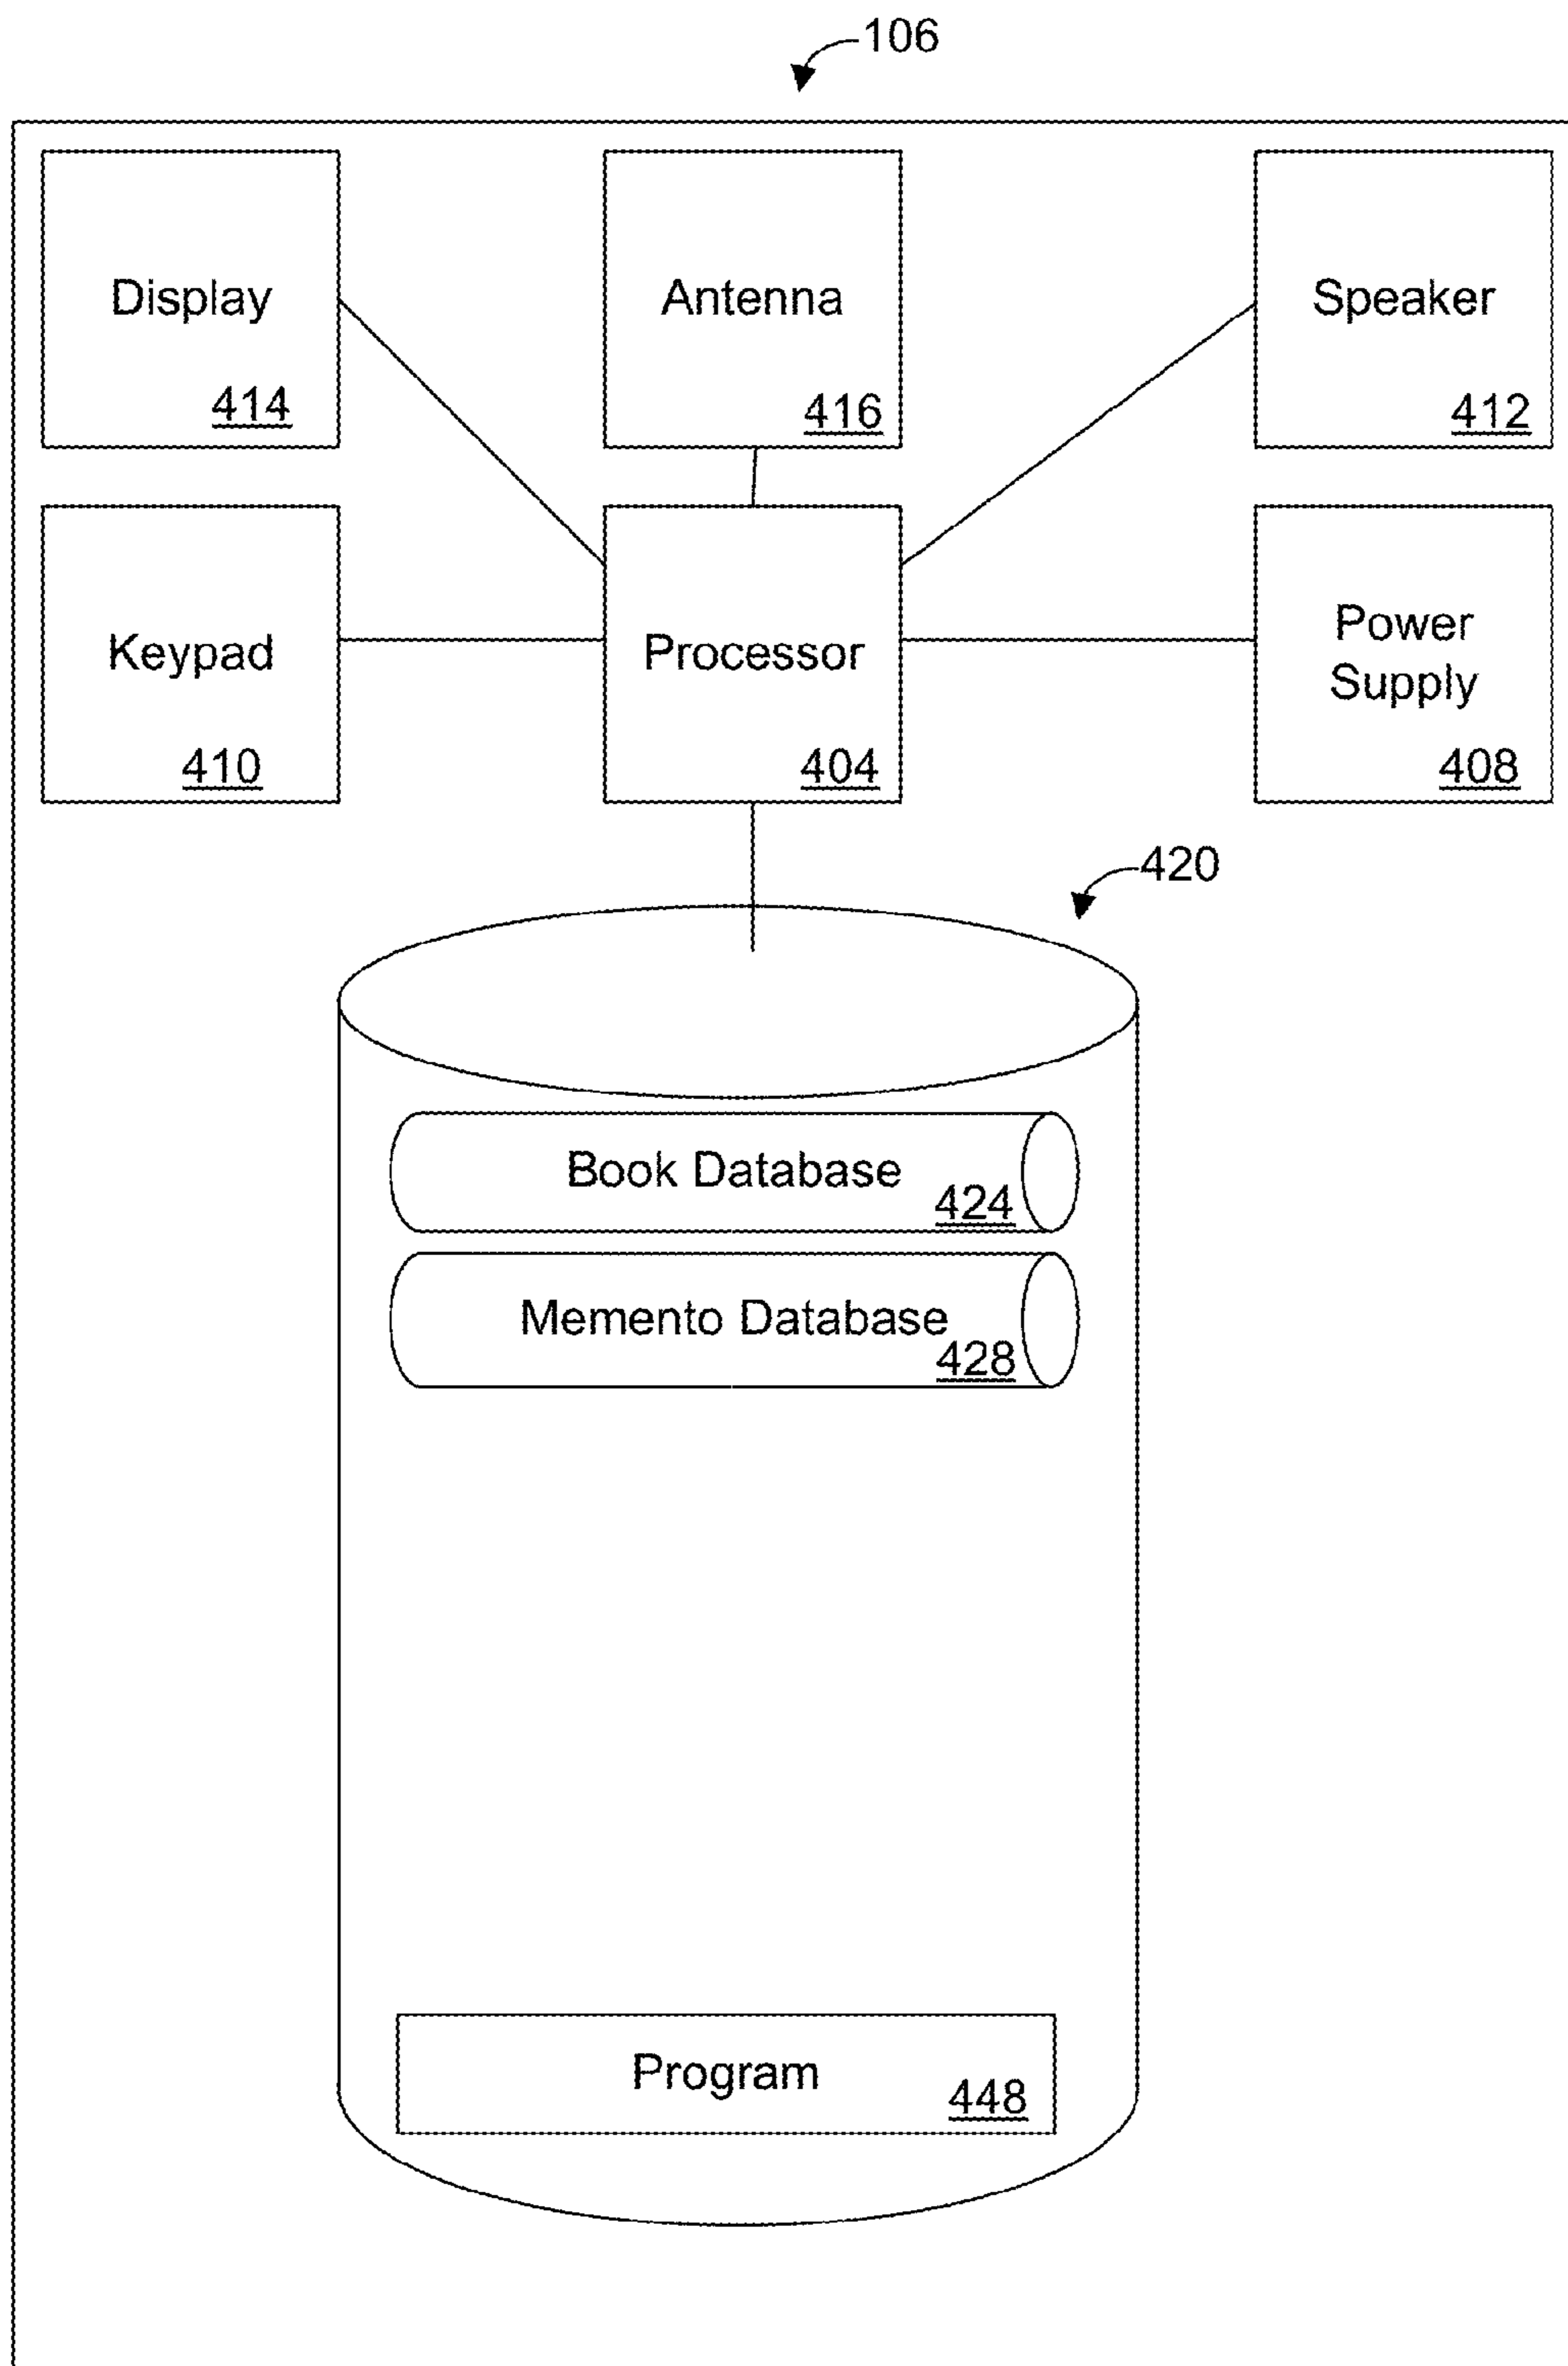 106
Display
414
Antenna
416
Speaker
412
Keypad
410
Processor
404
Power
Supply
408
420
Book Database
424
Memento Database
428
Program
448